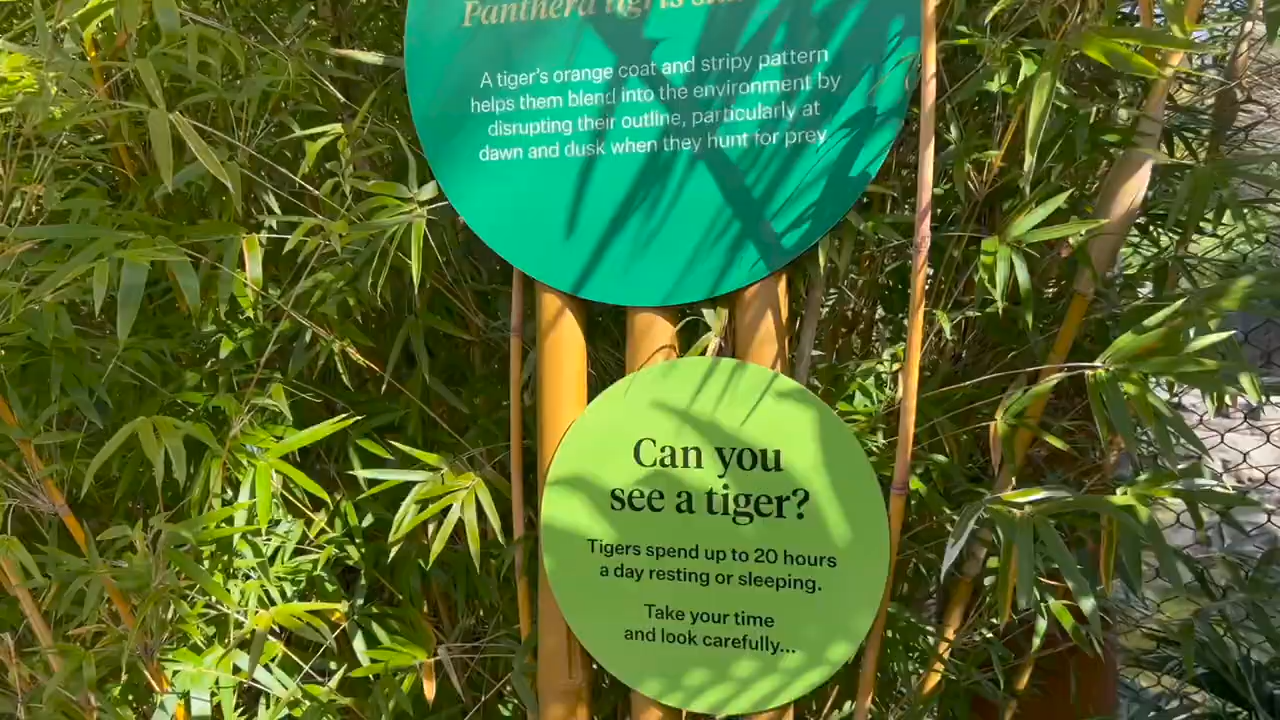 Panthera tigris
A tiger's orange coat and stripy pattern
helps them blend into the environment by
disrupting their outline, particularly at
dawn and dusk when they hunt for prey
Can you
see a tiger?
Tigers spend up to 20 hours
a day resting or sleeping.
Take your time
and look carefully...